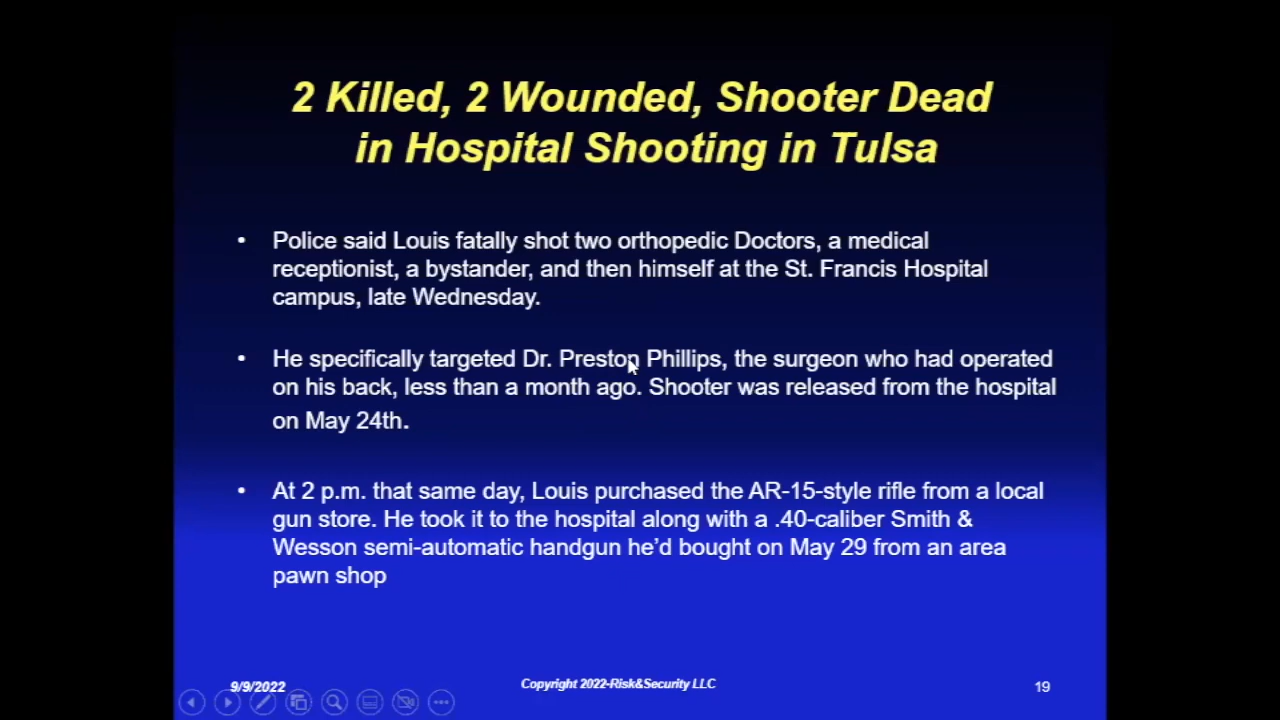 2 Killed, 2 Wounded, Shooter Dead
in Hospital Shooting in Tulsa
• Police said Louis fatally shot two orthopedic Doctors, a medical
receptionist, a bystander, and then himself at the St. Francis Hospital
campus, late Wednesday.
• He specifically targeted Dr. Preston Phillips, the surgeon who had operated
on his back, less than a month ago. Shooter was released from the hospital
on May 24th.
• At 2 p.m. that same day, Louis purchased the AR-15-style rifle from a local
gun store. He took it to the hospital along with a .40-caliber Smith &
Wesson semi-automatic handgun he’d bought on May 29 from an area
pawn shop
9/9/2022
Copyright 2022-Risk&Security LLC
19